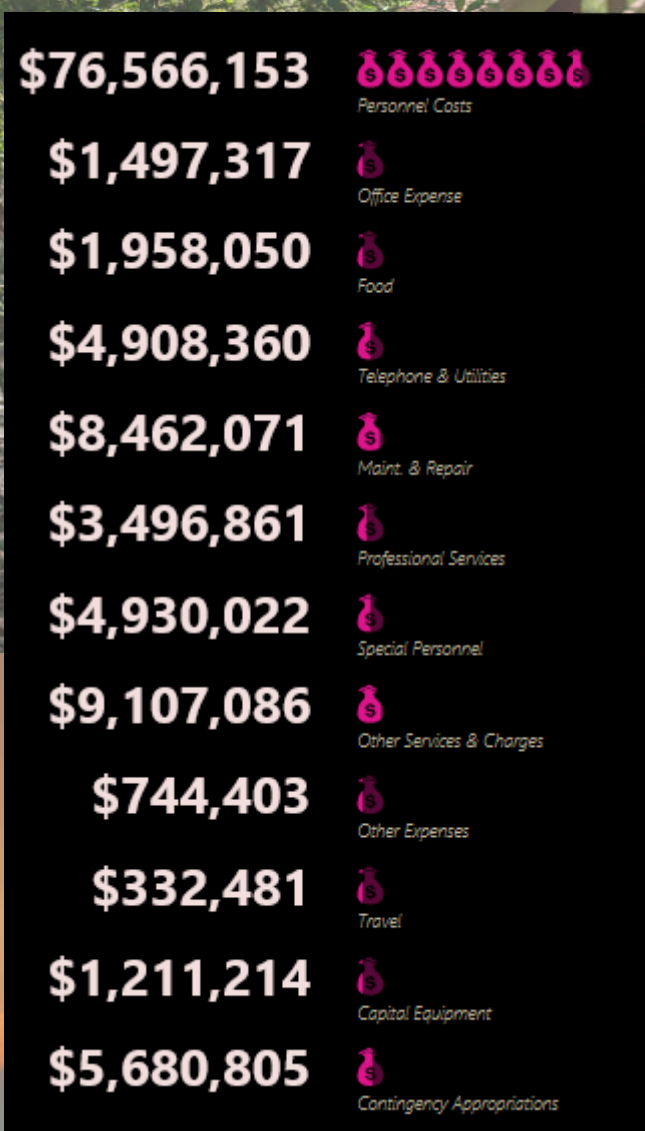 $76,566,153
Personnel Costs
$1,497,317
Office Expense
$1,958,050
Food
$4,908,360
Telephone & Utilities
$8,462,071
Maint. & Repair
$3,496,861
Professional Services
$4,930,022
Special Personnel
$9,107,086
Other Services & Charges
$744,403
Other Expenses
$332,481
Travel
$1,211,214
Capital Equipment
$5,680,805
Contingency Appropriations